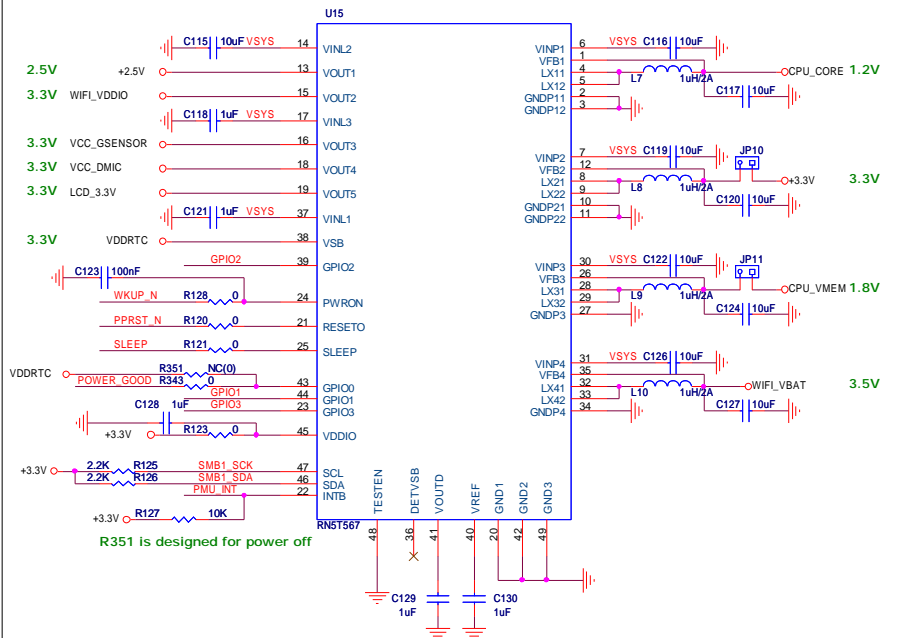 U15
C115 10uF VSYS 14 VINL2
2.5V +2.5V 13 VOUT1
3.3V WIFI_VDDIO 15 VOUT2
C118 1uF VSYS 17 VINL3
3.3V VCC_GSENSOR 16 VOUT3
3.3V VCC_DMIC 18 VOUT4
3.3V LCD_3.3V 19 VOUT5
C121 1uF VSYS 37 VINL1
3.3V VDDRTC 38 VSB
GPIO2 39 GPIO2
C123 100nF
WKUP_N R128 0 24 PWRON
PPRST_N R120 0 21 RESETO
SLEEP R121 0 25 SLEEP
VDDRTC R351 NC(0)
POWER_GOOD R343 0 43 GPIO0
GPIO1 44 GPIO1
GPIO3 23 GPIO3
C128 1uF
+3.3V R123 0 45 VDDIO
+3.3V 2.2K R125 SMB1_SCK 47 SCL
2.2K R126 SMB1_SDA 46 SDA
PMU_INT 22 INTB
+3.3V R127 10K
R351 is designed for power off
RN5T567
VINP1 6 VSYS C116 10uF
VFB1 1
LX11 4 L7 1uH/2A CPU_CORE 1.2V
LX12 5
GNDP11 2 C117 10uF
GNDP12 3
VINP2 7 VSYS C119 10uF JP10
VFB2 12
LX21 8 L8 1uH/2A +3.3V 3.3V
LX22 9
GNDP21 10 C120 10uF
GNDP22 11
VINP3 30 VSYS C122 10uF JP11
VFB3 26
LX31 28 L9 1uH/2A CPU_VMEM 1.8V
LX32 29
GNDP3 27 C124 10uF
VINP4 31 VSYS C126 10uF
VFB4 35
LX41 32 L10 1uH/2A WIFI_VBAT 3.5V
LX42 33
GNDP4 34 C127 10uF
TESTEN 48
DETVSB 36
VOUTD 41
VREF 40
GND1 20
GND2 42
GND3 49
C129 1uF
C130 1uF